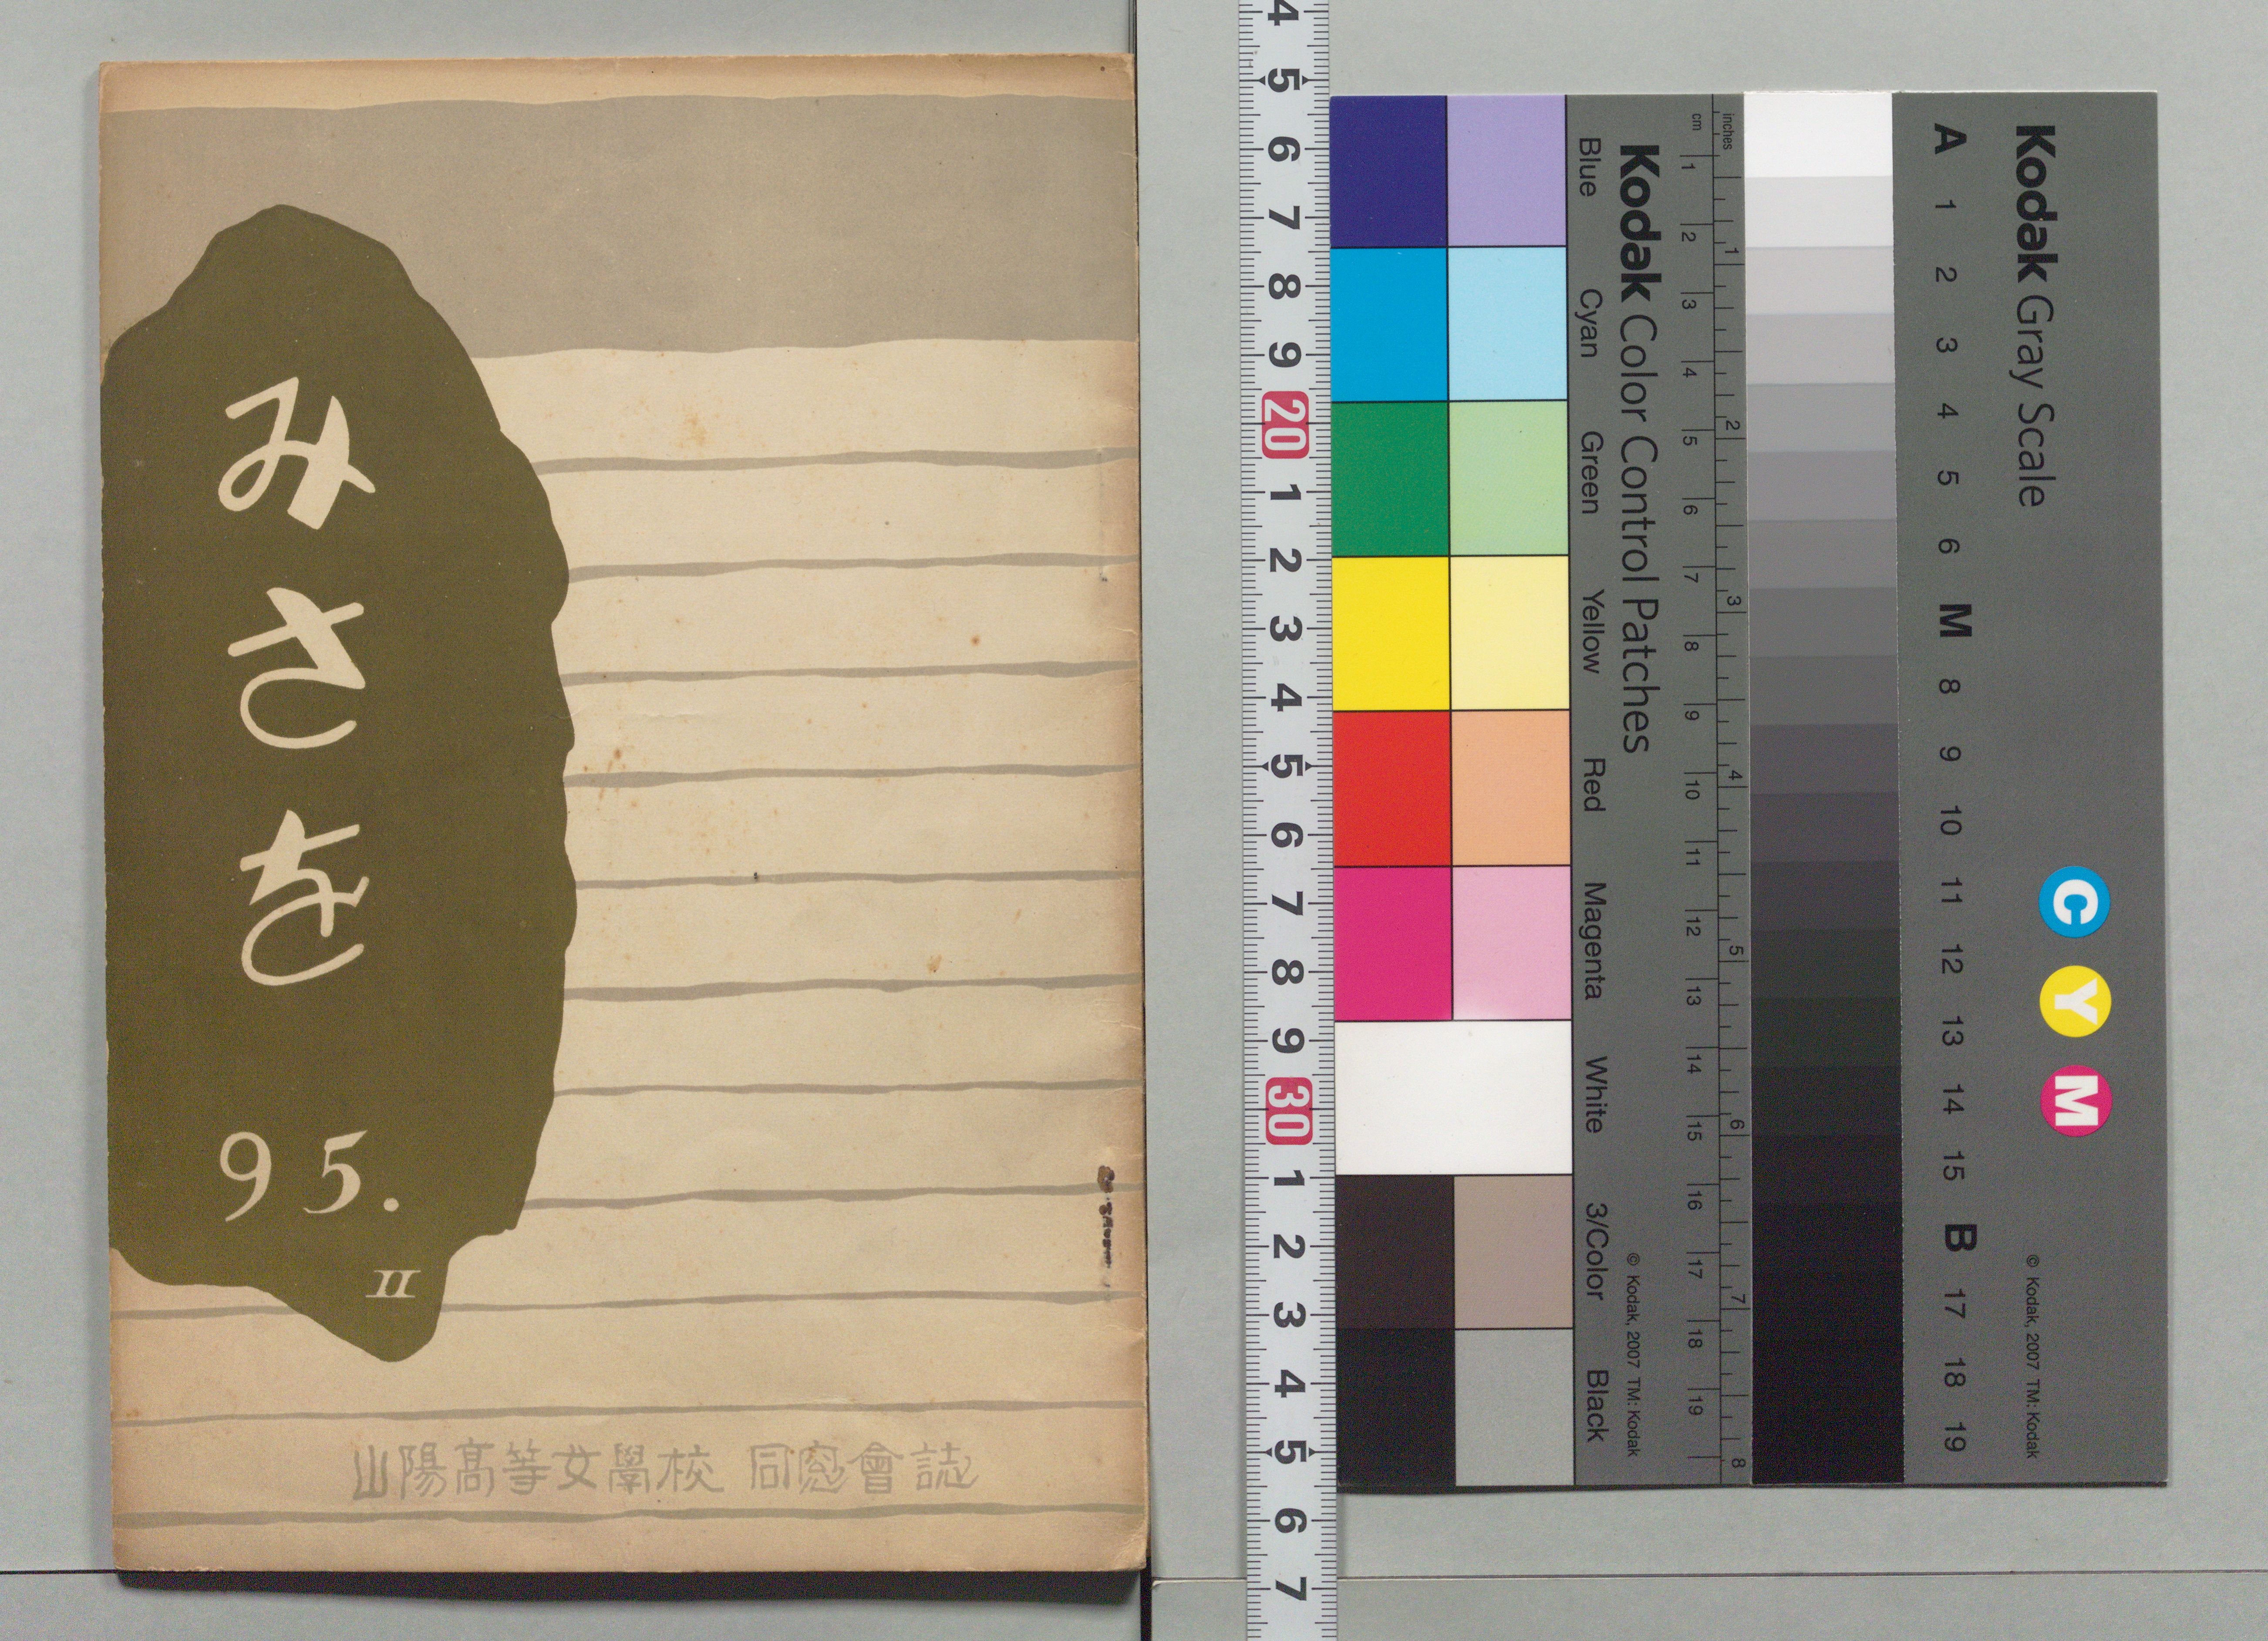 みさを
95.
II
山陽高等女學校 同窓會誌
4 5 6 7 8 9 20 1 2 3 4 5 6 7 8 9 30 1 2 3 4 5 6 7
Blue Cyan Green Yellow Red Magenta White 3/Color Black
Kodak Color Control Patches © Kodak, 2007 TM: Kodak
cm 1 2 3 4 5 6 7 8 9 10 11 12 13 14 15 16 17 18 19
inches 1 2 3 4 5 6 7 8
A 1 2 3 4 5 6 M 8 9 10 11 12 13 14 15 B 17 18 19
Kodak Gray Scale © Kodak, 2007 TM: Kodak
C Y M